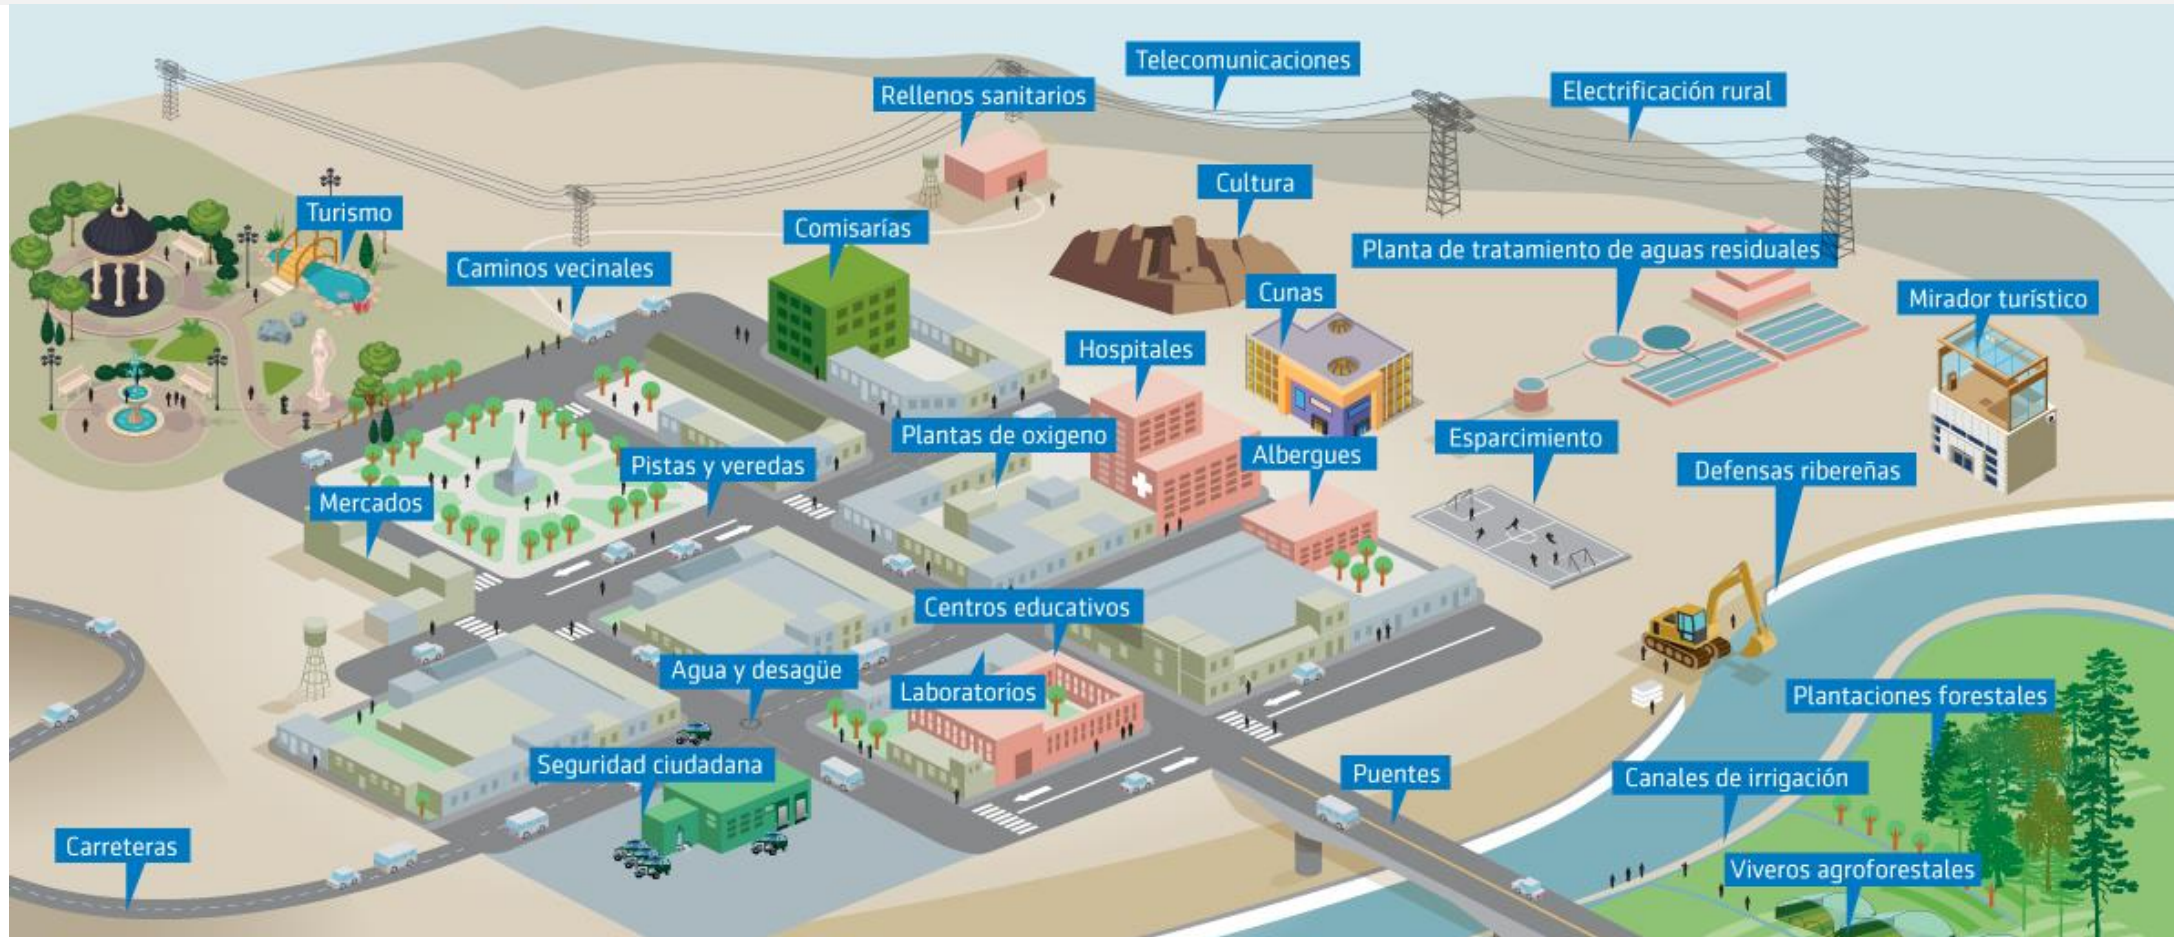 Telecomunicaciones
Rellenos sanitarios
Electrificación rural
Cultura
Turismo
Comisarías
Planta de tratamiento de aguas residuales
Caminos vecinales
Cunas
Mirador turístico
Hospitales
Plantas de oxigeno
Esparcimiento
Albergues
Pistas y veredas
Defensas ribereñas
Mercados
Centros educativos
Agua y desagüe
Laboratorios
Plantaciones forestales
Seguridad ciudadana
Puentes
Canales de irrigación
Carreteras
Viveros agroforestales